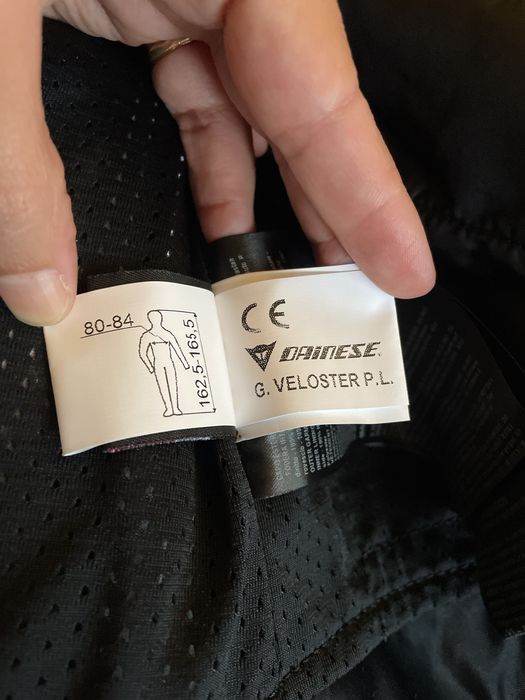 80-84
162,5-165,5
CE
DAINESE
G. VELOSTER P.L.